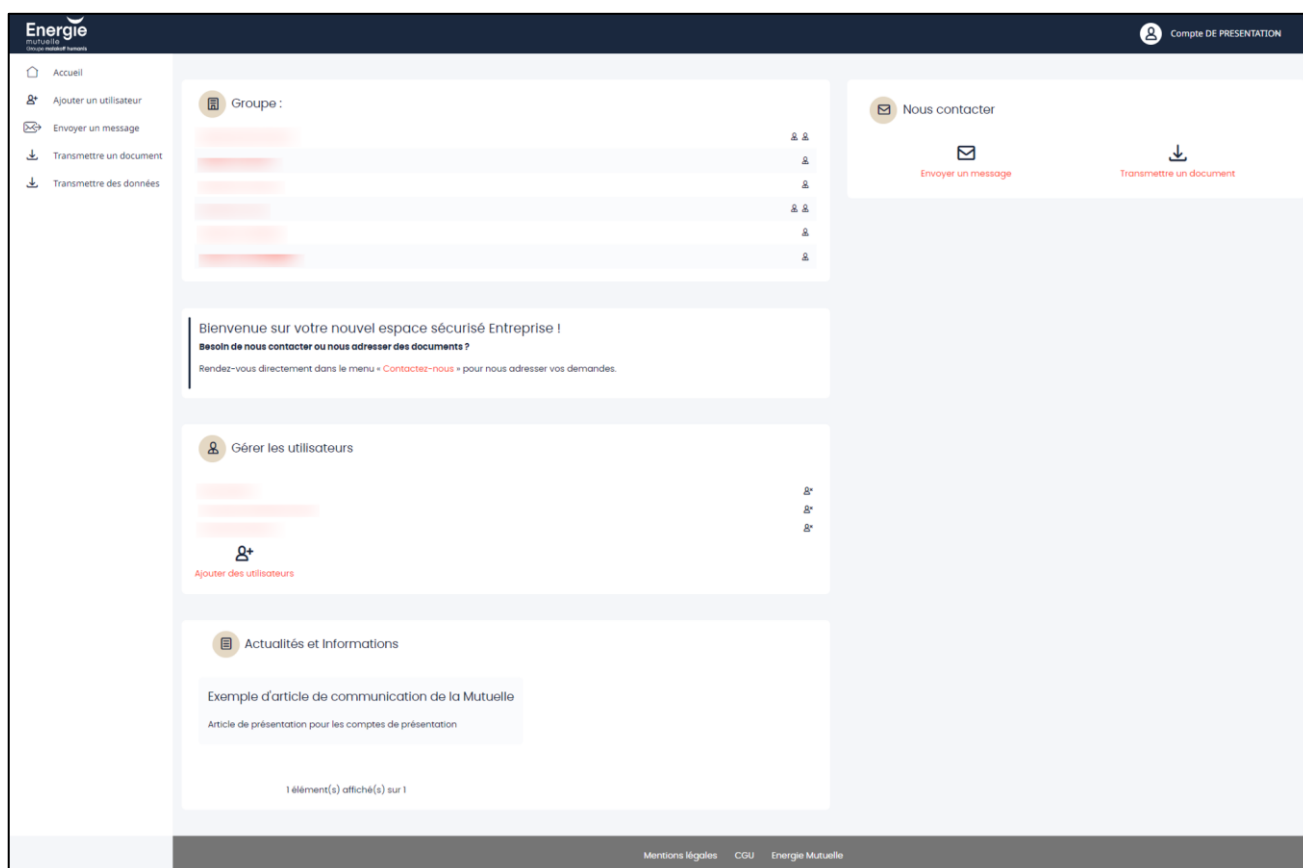 Energie
mutuelle
Groupe malakoff humanis
Compte DE PRESENTATION
Accueil
Ajouter un utilisateur
Envoyer un message
Transmettre un document
Transmettre des données
Groupe :
Nous contacter
Envoyer un message
Transmettre un document
Bienvenue sur votre nouvel espace sécurisé Entreprise !
Besoin de nous contacter ou nous adresser des documents ?
Rendez-vous directement dans le menu « Contactez-nous » pour nous adresser vos demandes.
Gérer les utilisateurs
Ajouter des utilisateurs
Actualités et Informations
Exemple d'article de communication de la Mutuelle
Article de présentation pour les comptes de présentation
1 élément(s) affiché(s) sur 1
Mentions légales CGU Energie Mutuelle